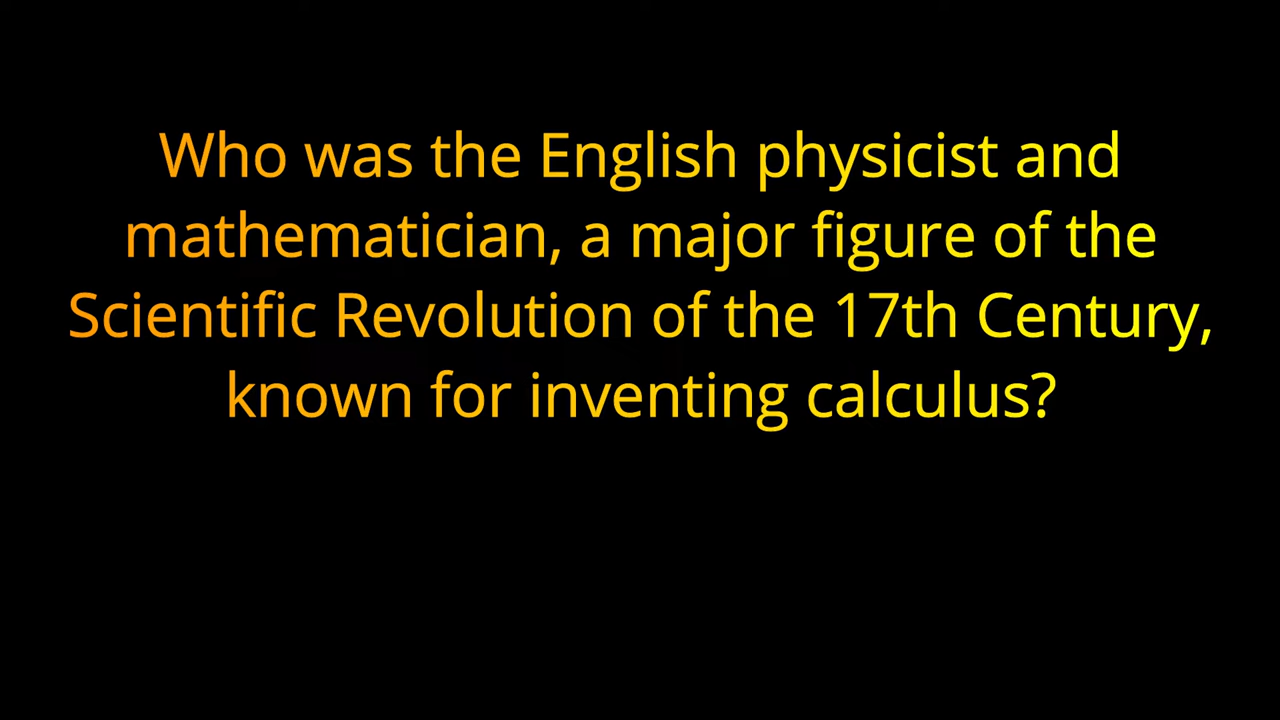 Who was the English physicist and
mathematician, a major figure of the
Scientific Revolution of the 17th Century,
known for inventing calculus?